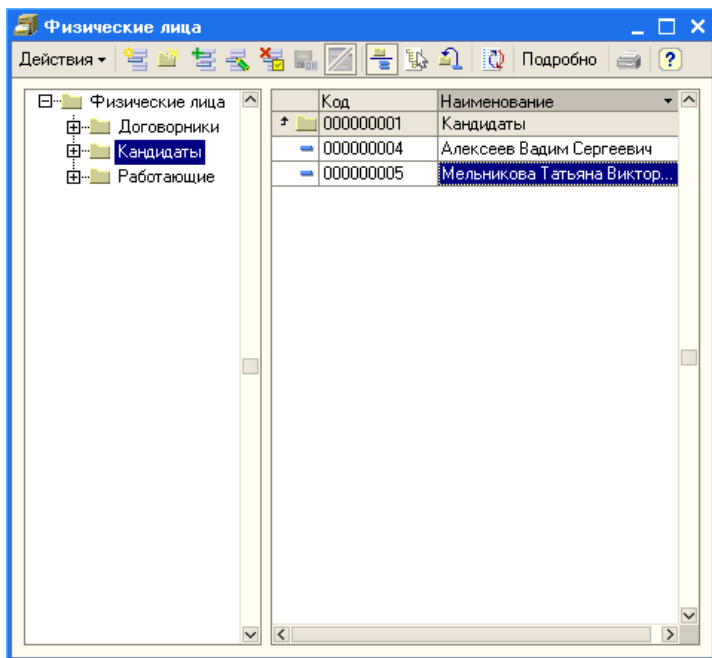 Физические лица
Действия Подробно
Физические лица
Договорники
Кандидаты
Работающие
Код Наименование
000000001 Кандидаты
000000004 Алексеев Вадим Сергеевич
000000005 Мельникова Татьяна Виктор...